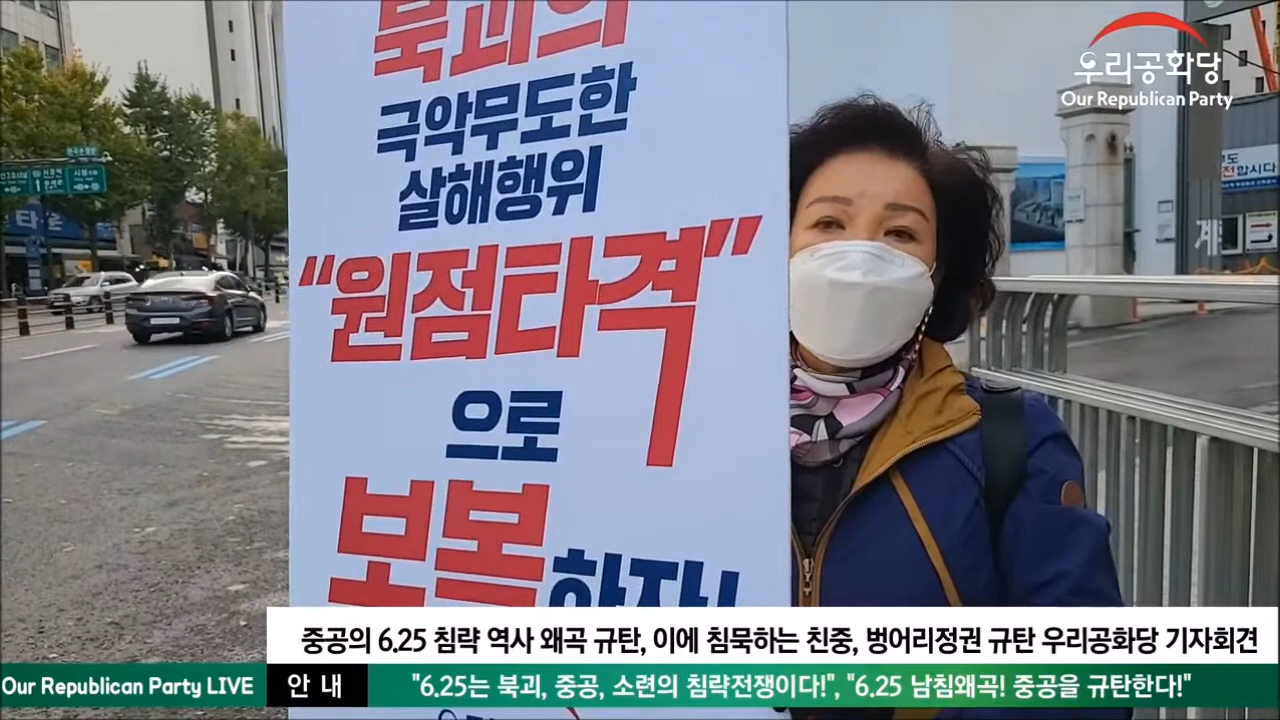 우리공화당
Our Republican Party
북괴의
극악무도한
살해행위
"원점타격"
으로
보복하자!
중공의 6.25 침략 역사 왜곡 규탄, 이에 침묵하는 친중, 벙어리정권 규탄 우리공화당 기자회견
Our Republican Party LIVE
안 내
"6.25는 북괴, 중공, 소련의 침략전쟁이다!", "6.25 남침왜곡! 중공을 규탄한다!"